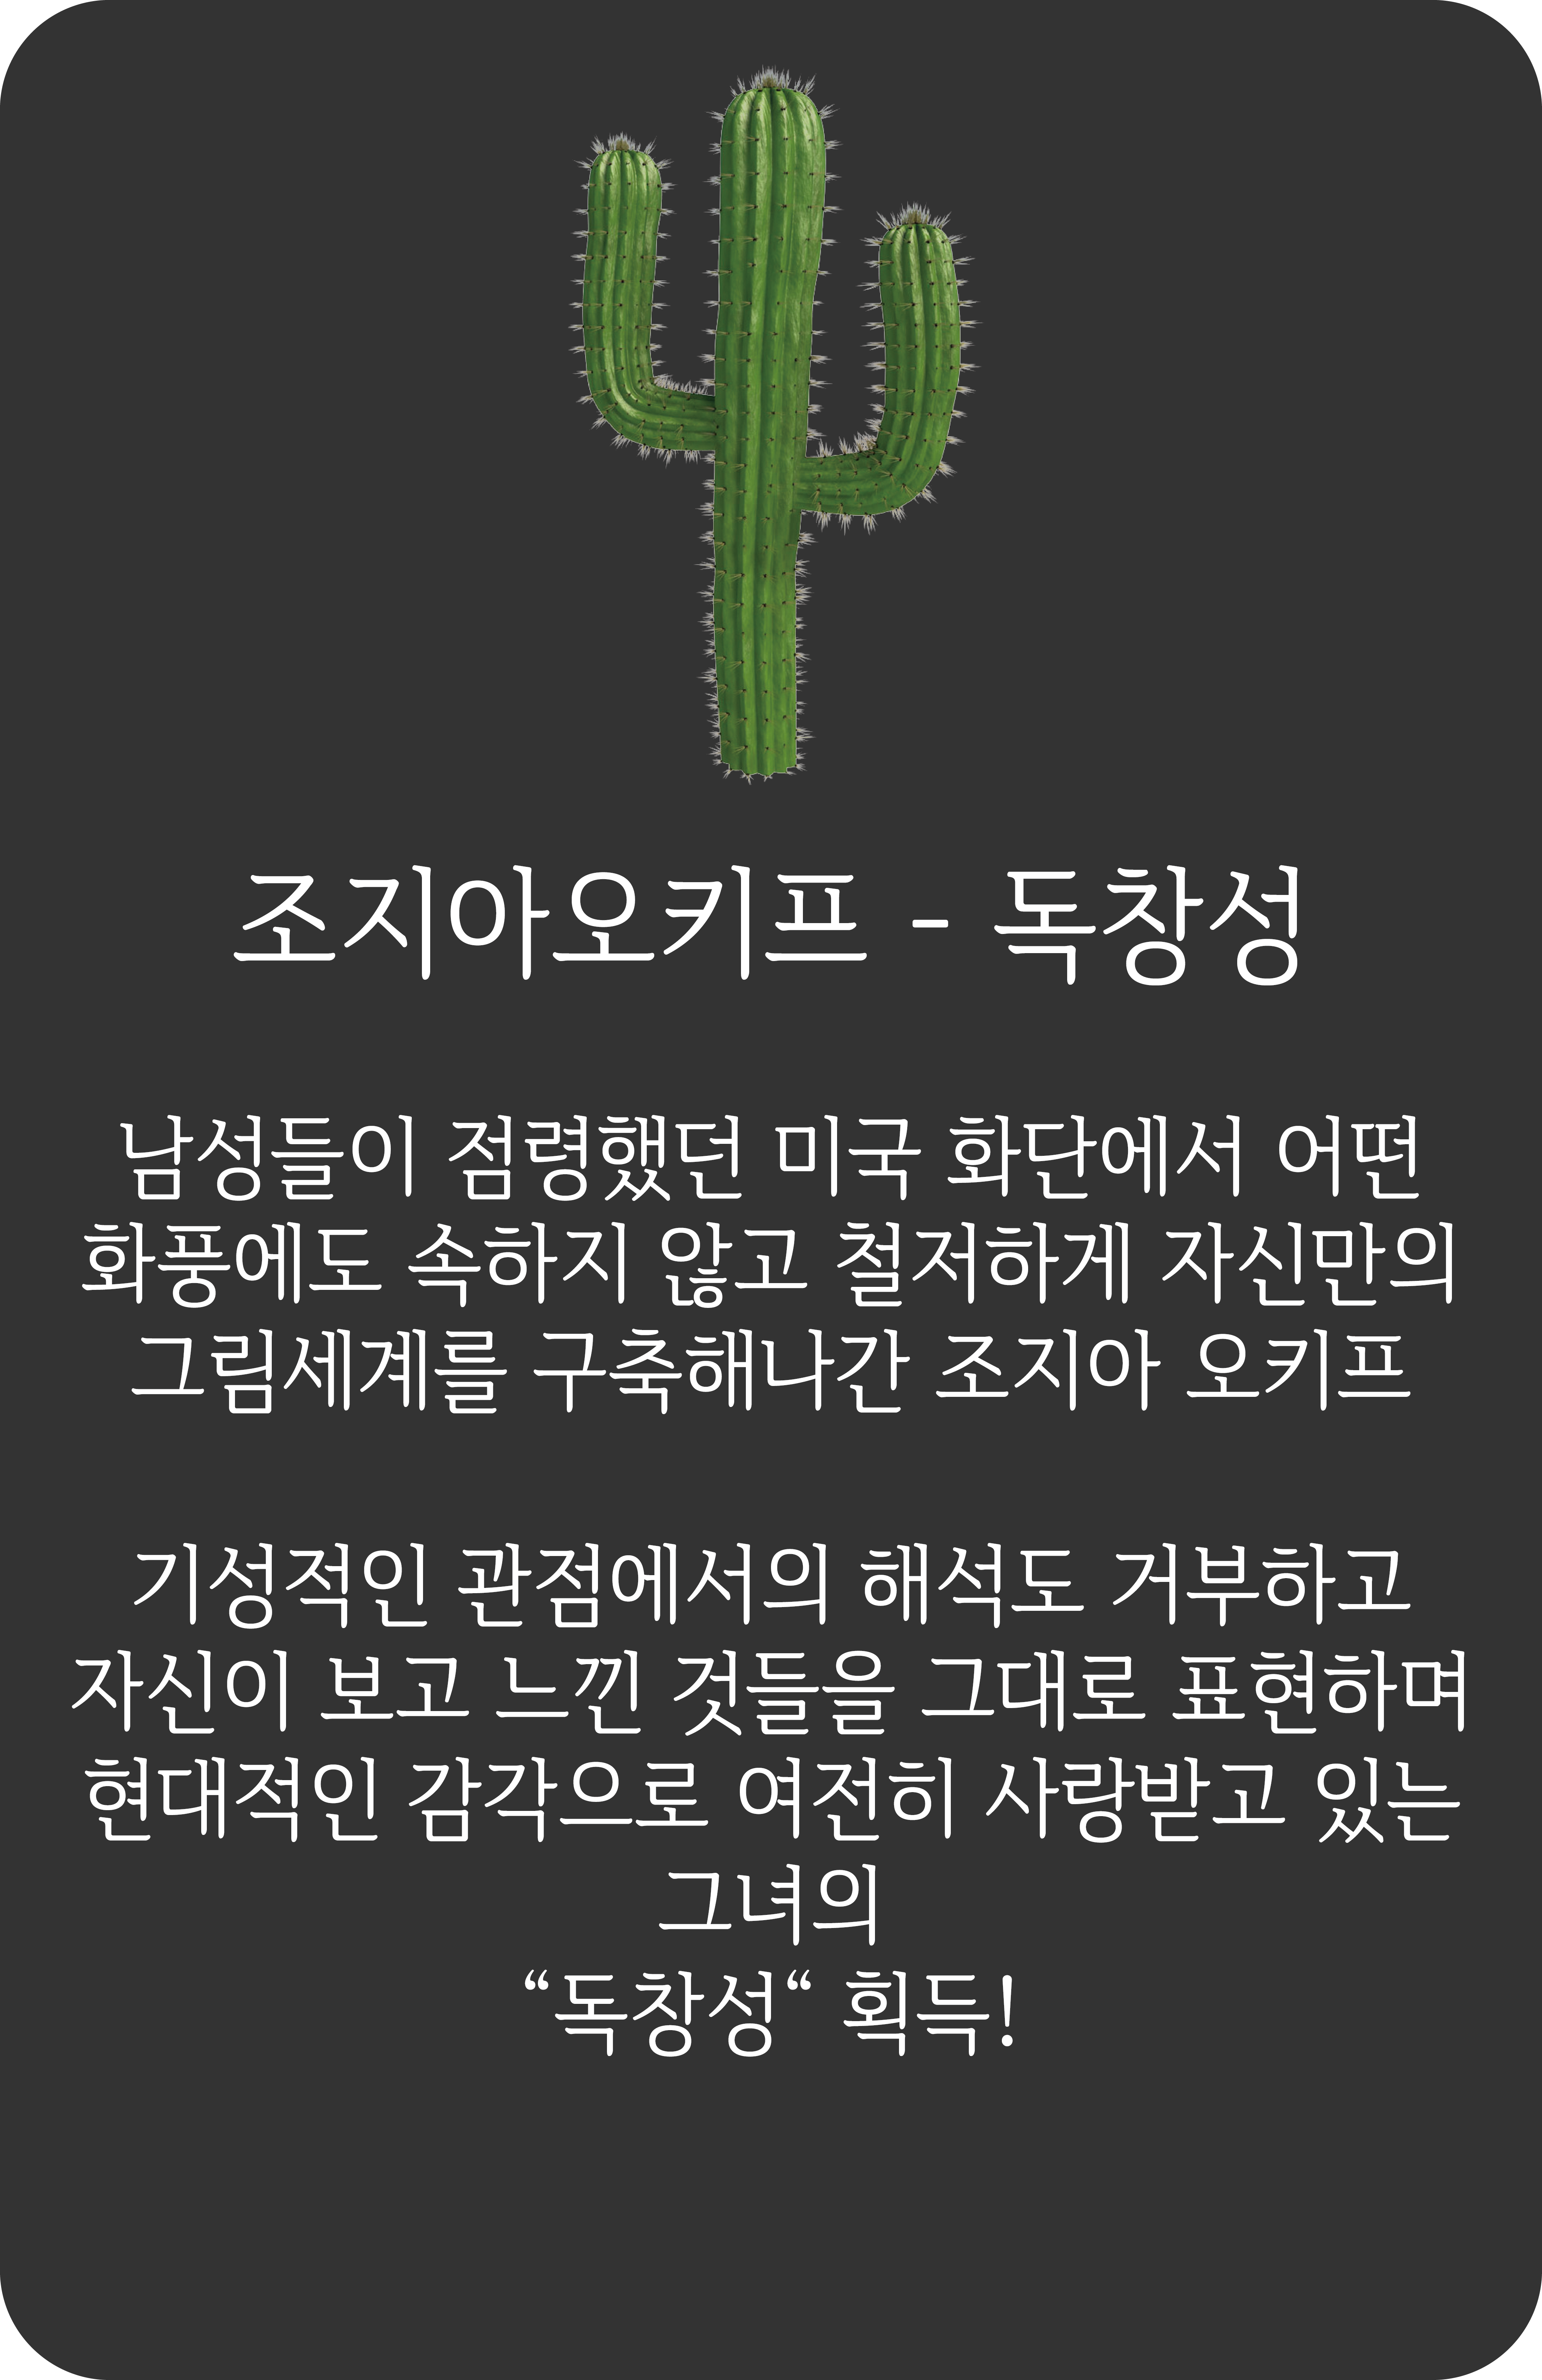 조지아오키프 - 독창성
남성들이 점령했던 미국 화단에서 어떤
화풍에도 속하지 않고 철저하게 자신만의
그림세계를 구축해나간 조지아 오키프
기성적인 관점에서의 해석도 거부하고
자신이 보고 느낀 것들을 그대로 표현하며
현대적인 감각으로 여전히 사랑받고 있는
그녀의
“독창성“ 획득!